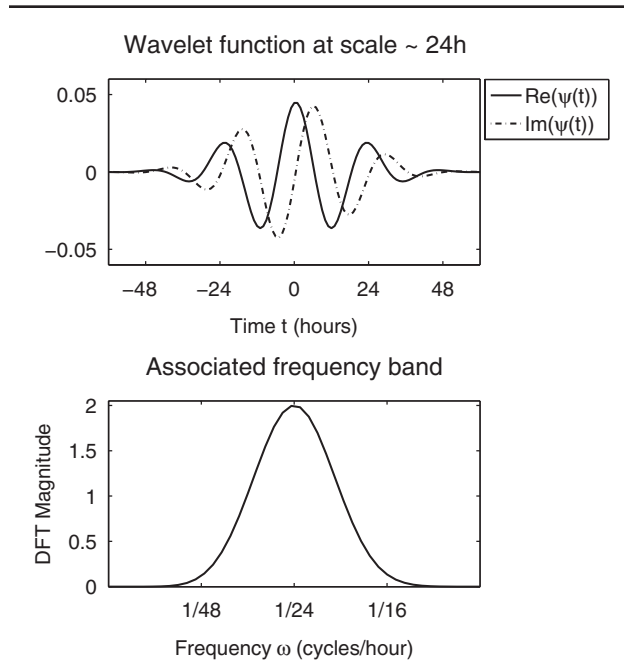 Wavelet function at scale ~ 24h
0.05
0
−0.05
Re(ψ(t))
Im(ψ(t))
−48 −24 0 24 48
Time t (hours)
Associated frequency band
2
1.5
1
0.5
0
DFT Magnitude
1/48 1/24 1/16
Frequency ω (cycles/hour)